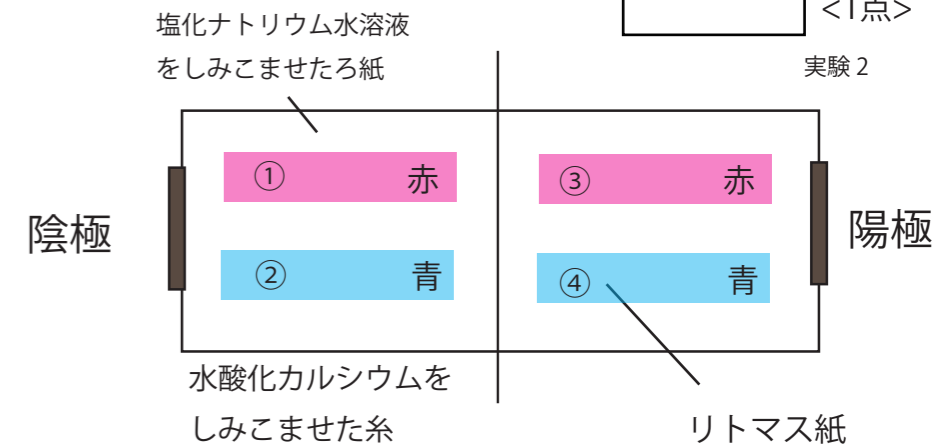 <1点>
塩化ナトリウム水溶液
をしみこませたろ紙
実験 2
① 赤
③ 赤
陰極
陽極
② 青
④ 青
水酸化カルシウムを
しみこませた糸
リトマス紙